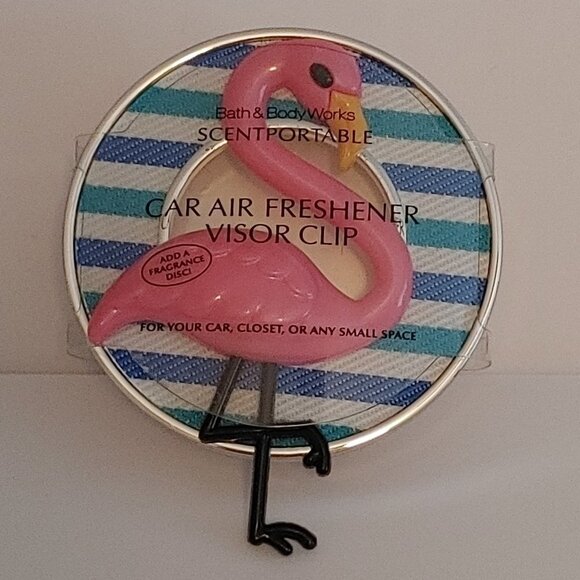 Bath & Body Works
SCENTPORTABLE
CAR AIR FRESHENER
VISOR CLIP
ADD A
FRAGRANCE
DISC!
FOR YOUR CAR, CLOSET, OR ANY SMALL SPACE